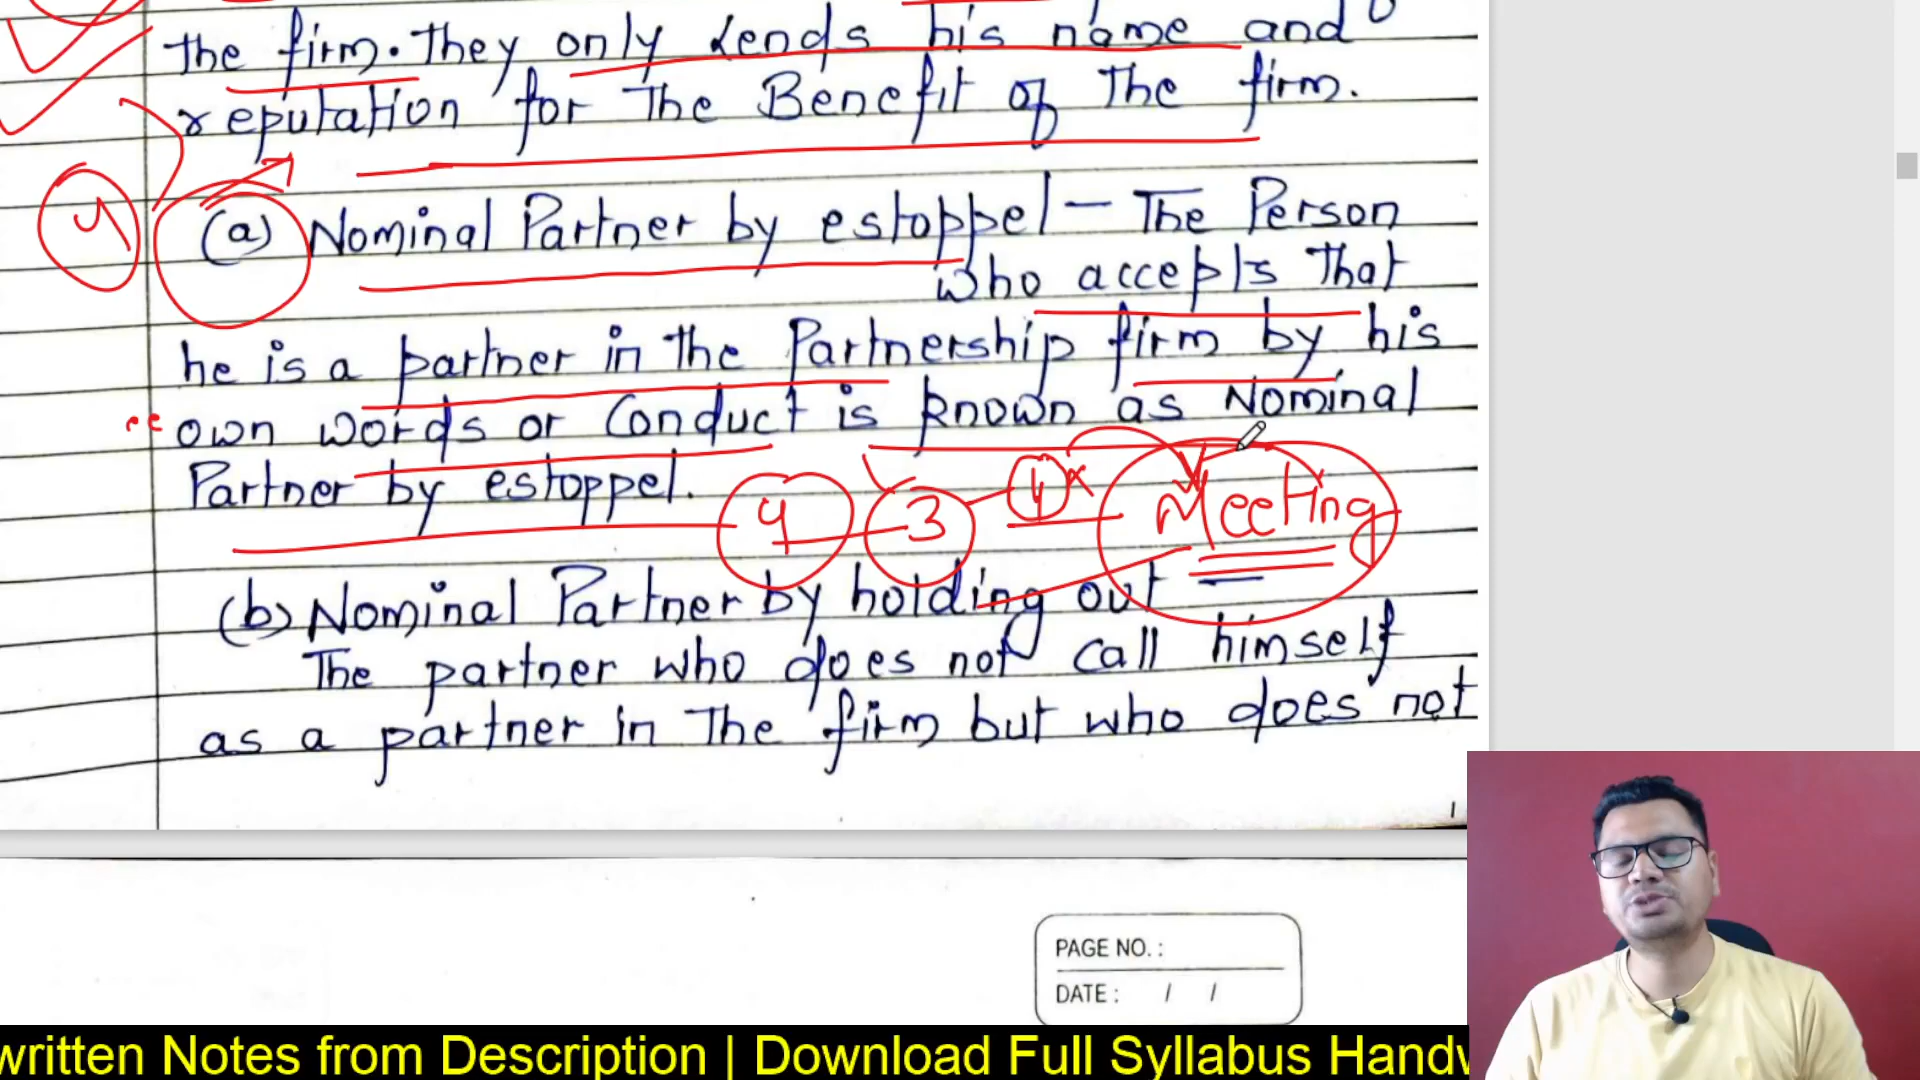 the firm. They only Lends his name and
reputation for The Benefit of The firm.
4
(a) Nominal Partner by estoppel - The Person
who accepts That
he is a partner in the Partnership firm by his
own words or Conduct is known as Nominal
Partner by estoppel.
4 3 4 x Meeting
(b) Nominal Partner by holding out -
The partner who does not call himself
as a partner in The firm but who does not
1
PAGE NO. :
DATE : / /
written Notes from Description | Download Full Syllabus Handw